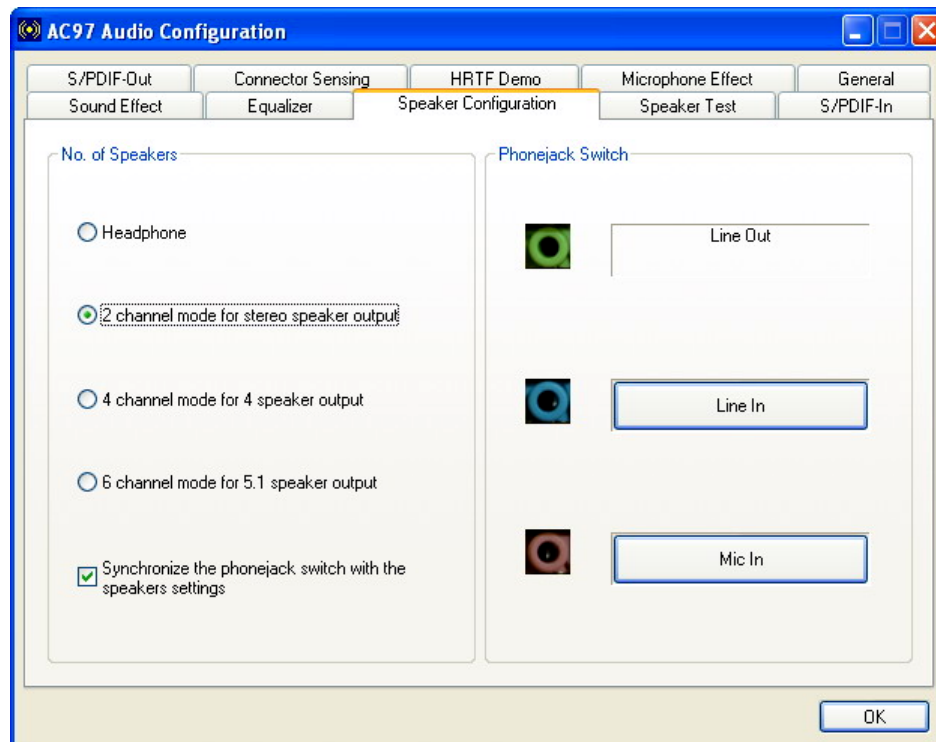 AC97 Audio Configuration
S/PDIF-Out
Connector Sensing
HRTF Demo
Microphone Effect
General
Sound Effect
Equalizer
Speaker Configuration
Speaker Test
S/PDIF-In
No. of Speakers
Headphone
2 channel mode for stereo speaker output
4 channel mode for 4 speaker output
6 channel mode for 5.1 speaker output
Synchronize the phonejack switch with the
speakers settings
Phonejack Switch
Line Out
Line In
Mic In
OK